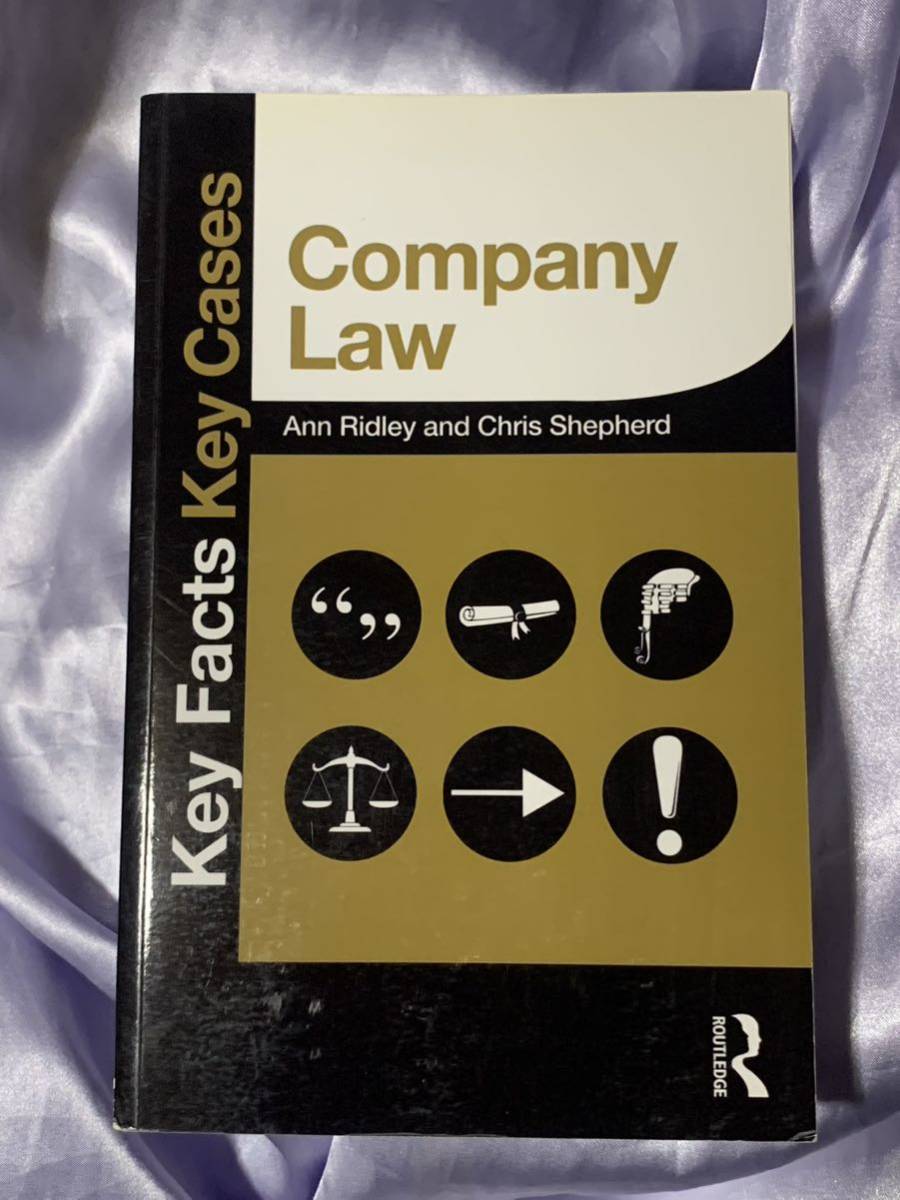 Key Facts Key Cases
Company
Law
Ann Ridley and Chris Shepherd
ROUTLEDGE